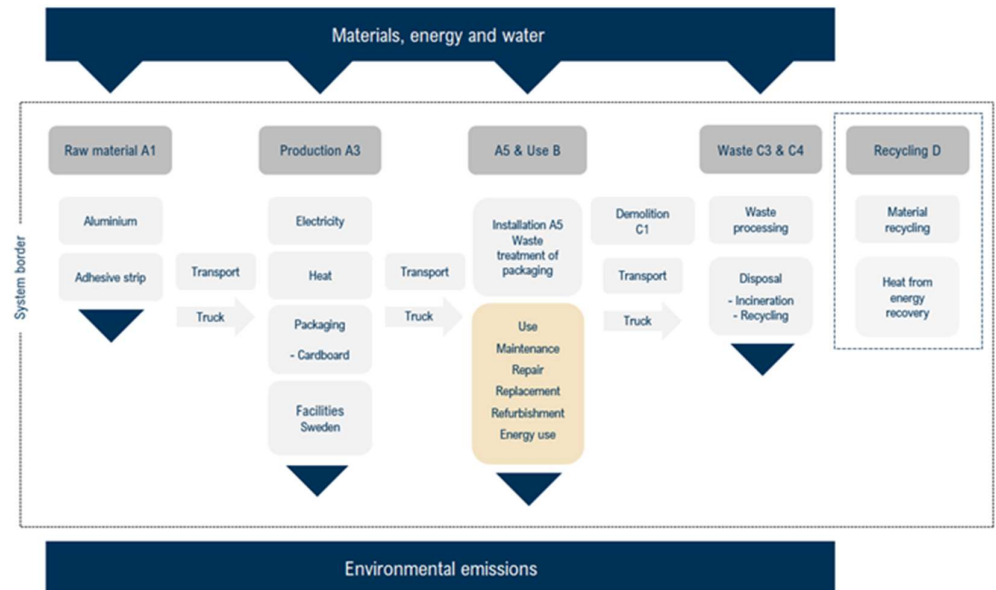 Materials, energy and water
System border
Raw material A1
Aluminium
Adhesive strip
Transport
Truck
Production A3
Electricity
Heat
Packaging
- Cardboard
Facilities
Sweden
Transport
Truck
A5 & Use B
Installation A5
Waste
treatment of
packaging
Use
Maintenance
Repair
Replacement
Refurbishment
Energy use
Demolition
C1
Transport
Truck
Waste C3 & C4
Waste
processing
Disposal
- Incineration
- Recycling
Recycling D
Material
recycling
Heat from
energy
recovery
Environmental emissions